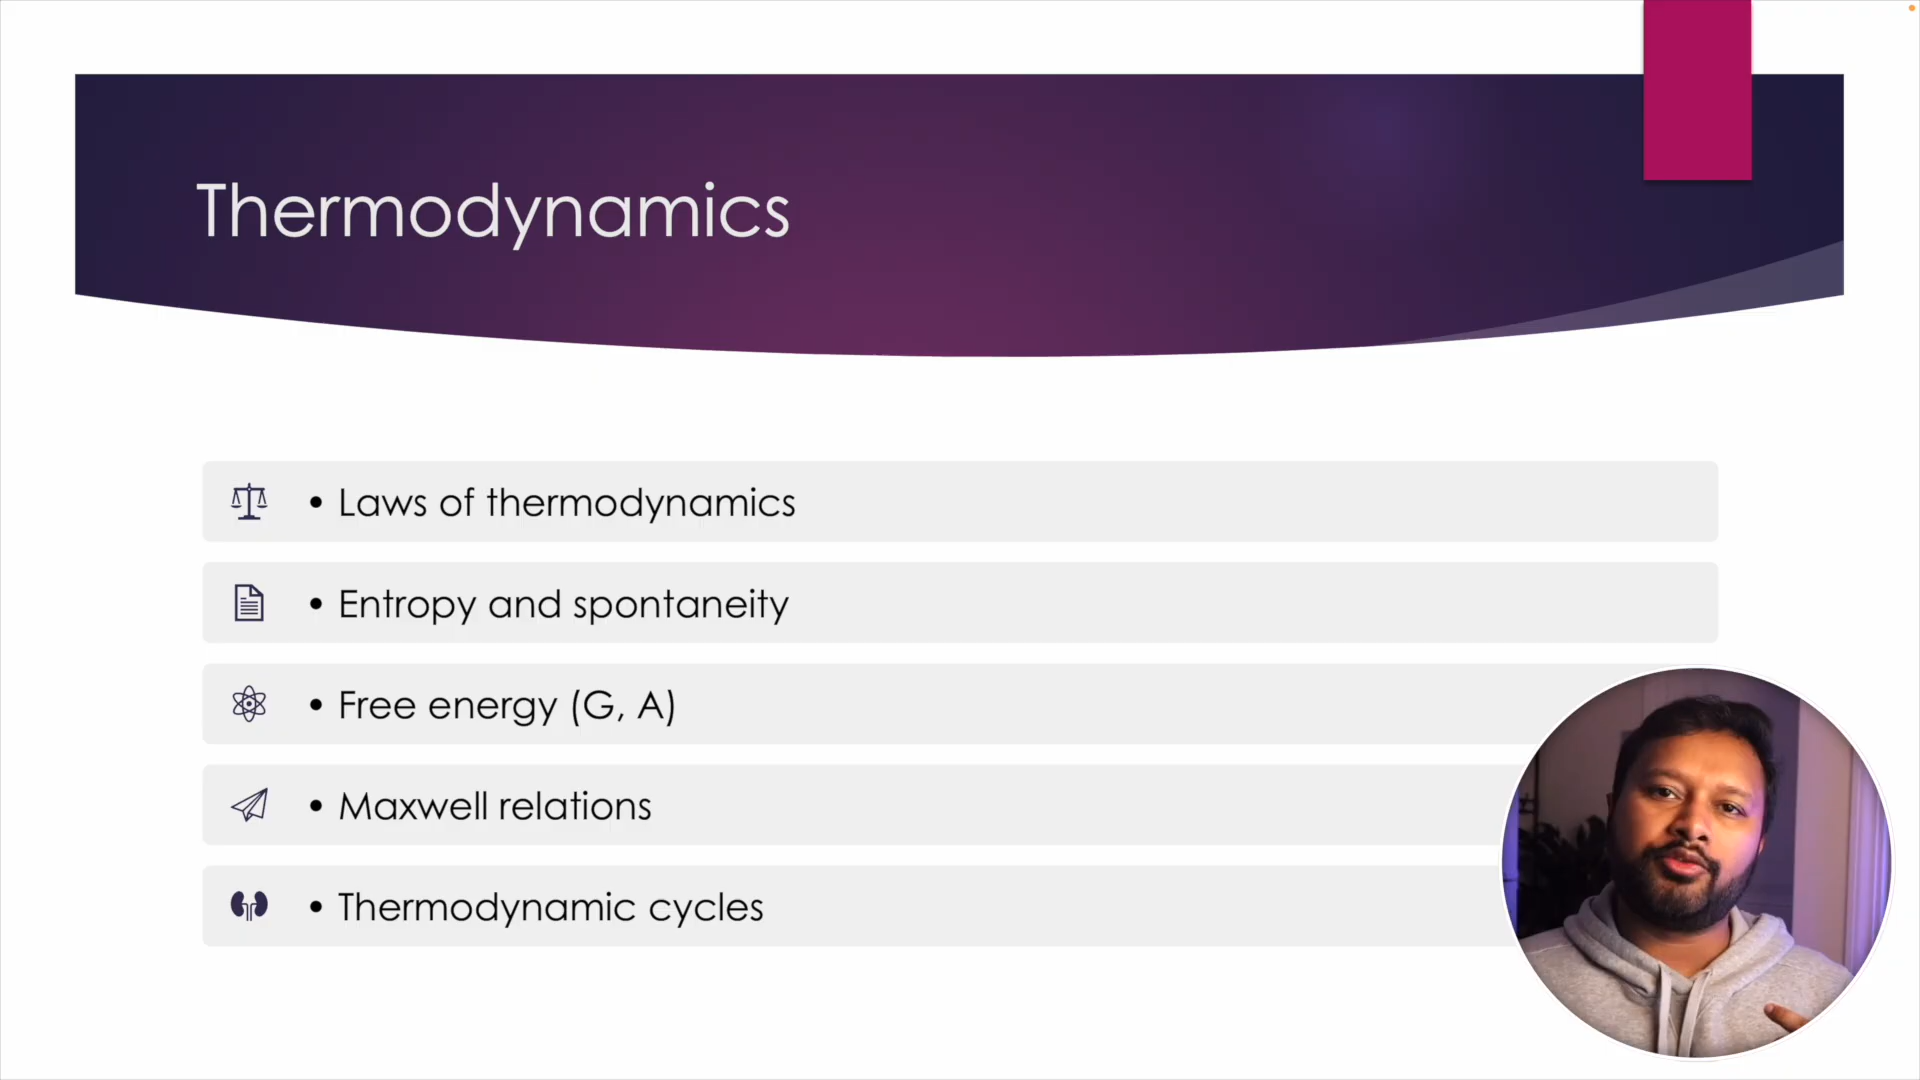 Thermodynamics
• Laws of thermodynamics
• Entropy and spontaneity
• Free energy (G, A)
• Maxwell relations
• Thermodynamic cycles